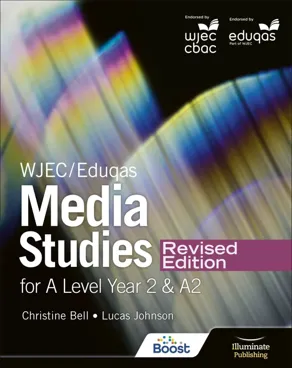 Endorsed by
wjec
cbac
Endorsed by
eduqas
Part of WJEC
WJEC/Eduqas
Media
Studies
Revised
Edition
for A Level Year 2 & A2
Christine Bell • Lucas Johnson
Boost
Illuminate
Publishing